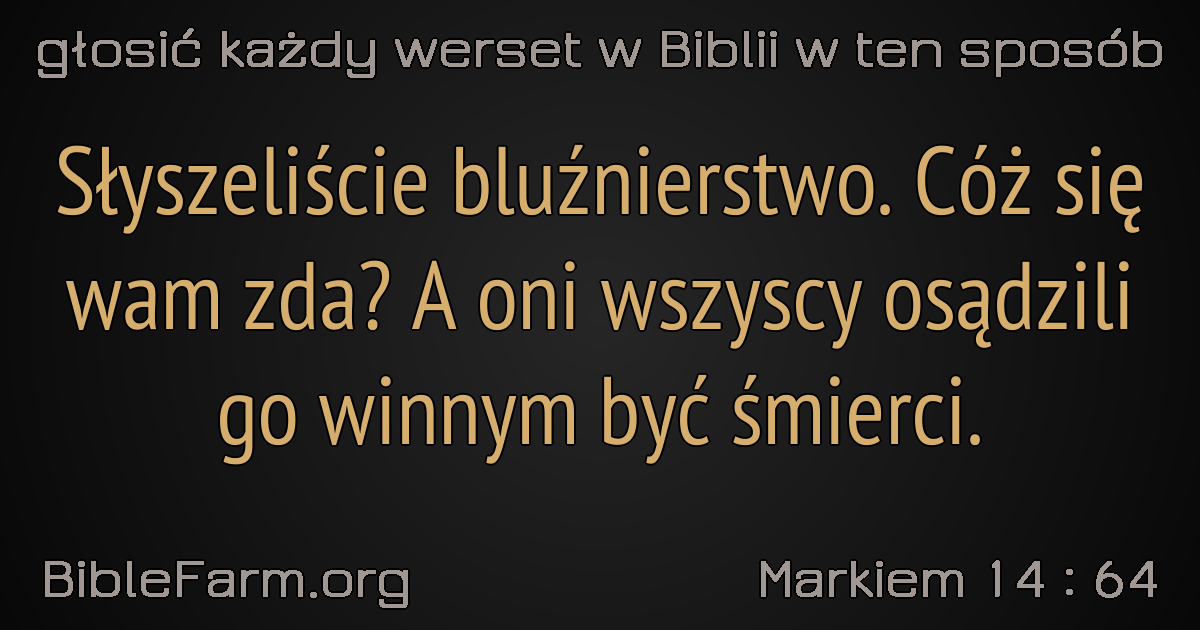 głosić każdy werset w Biblii w ten sposób
Słyszeliście bluźnierstwo. Cóż się
wam zda? A oni wszyscy osądzili
go winnym być śmierci.
BibleFarm.org
Markiem 14 : 64